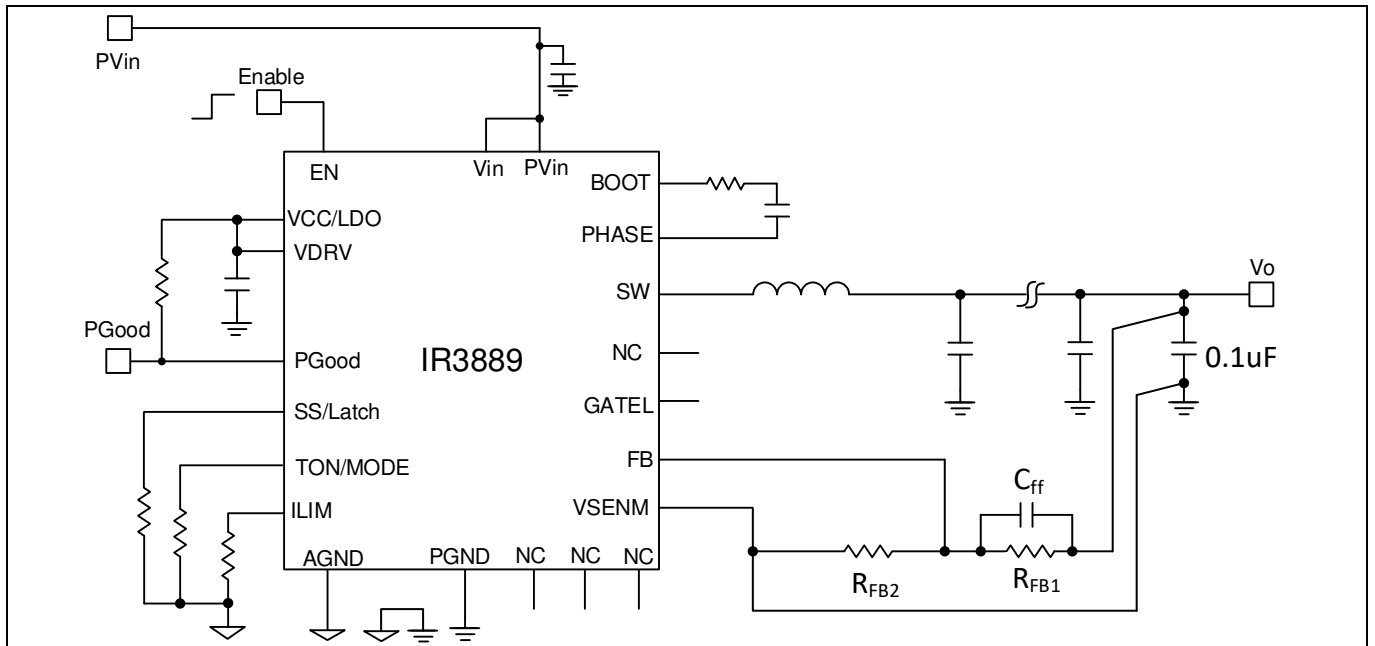 PVin
Enable
EN
Vin
PVin
BOOT
VCC/LDO
PHASE
VDRV
SW
Vo
PGood
PGood
IR3889
NC
0.1uF
SS/Latch
GATEL
TON/MODE
FB
Cff
ILIM
VSENM
AGND
PGND
NC
NC
NC
RFB2
RFB1